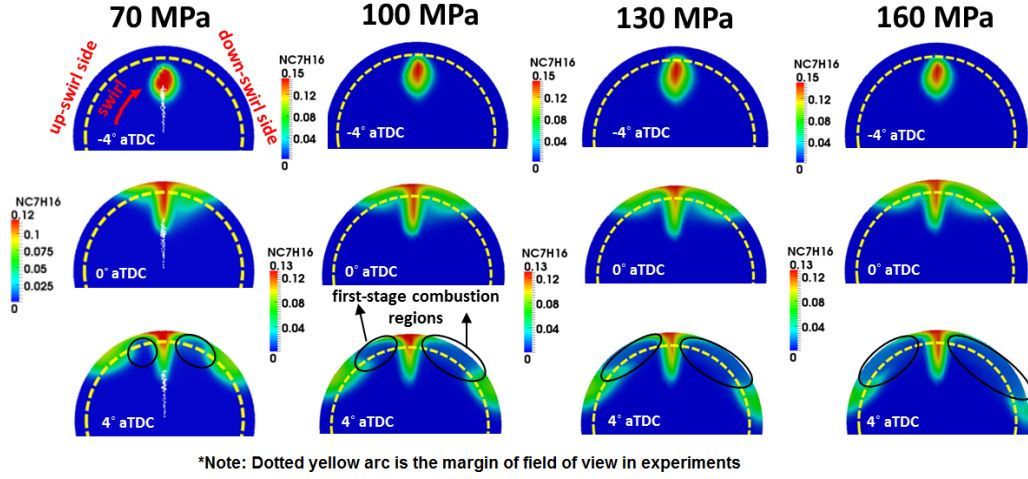 70 MPa
100 MPa
130 MPa
160 MPa
up-swirl side
swirl
down-swirl side
-4° aTDC
NC7H16
0.15
0.12
0.08
0.04
0
-4° aTDC
NC7H16
0.15
0.12
0.08
0.04
0
-4° aTDC
NC7H16
0.15
0.12
0.08
0.04
0
-4° aTDC
NC7H16
0.12
0.1
0.075
0.05
0.025
0
0° aTDC
0° aTDC
0° aTDC
0° aTDC
NC7H16
0.13
0.12
0.08
0.04
0
first-stage combustion
regions
NC7H16
0.13
0.12
0.08
0.04
0
NC7H16
0.13
0.12
0.08
0.04
0
4° aTDC
4° aTDC
4° aTDC
4° aTDC
*Note: Dotted yellow arc is the margin of field of view in experiments